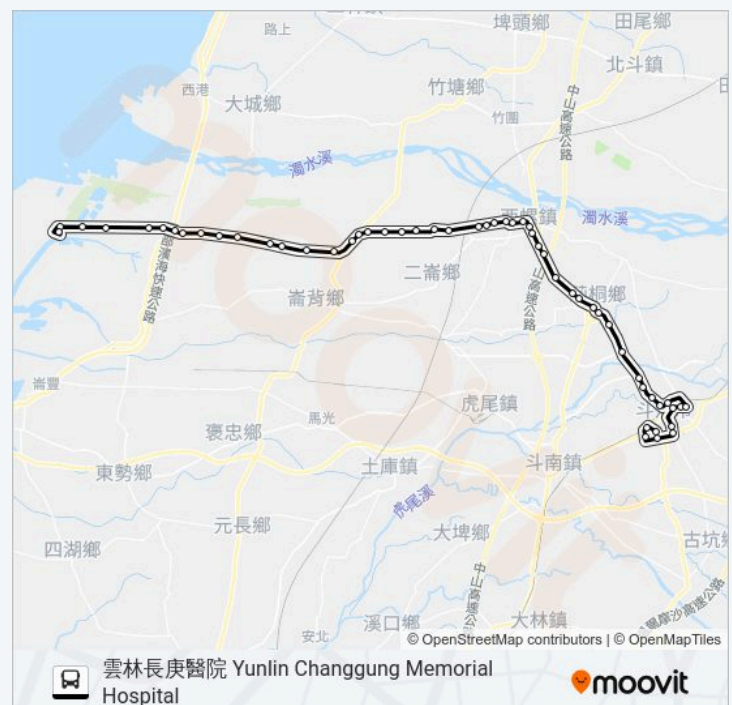 埤頭鄉
田尾鄉
路上
北斗鎮
西港
竹塘鄉
大城鄉
中山高速公路
竹圍
濁水溪
西螺鎮
濁水溪
二崙鄉
崙背鄉
莿桐鄉
山高速公路
部濱海快速公路
崙豐
虎尾鎮
馬光
褒忠鄉
斗南鎮
土庫鎮
東勢鄉
虎尾溪
元長鄉
大埤鄉
四湖鄉
古坑
中山高速公路
溪口鄉
大林鎮
安北
© OpenStreetMap contributors | © OpenMapTiles
雲林長庚醫院 Yunlin Changgung Memorial
Hospital
moovit